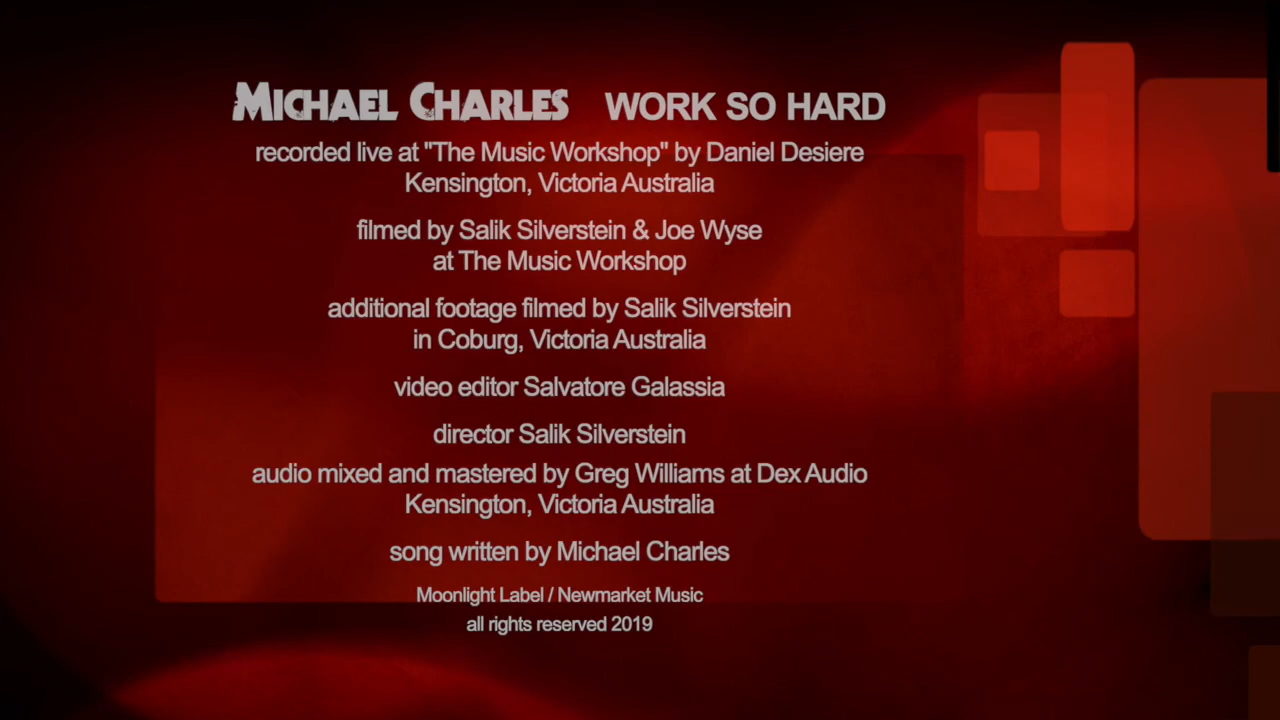 Michael Charles WORK SO HARD
recorded live at "The Music Workshop" by Daniel Desiere
Kensington, Victoria Australia
filmed by Salik Silverstein & Joe Wyse
at The Music Workshop
additional footage filmed by Salik Silverstein
in Coburg, Victoria Australia
video editor Salvatore Galassia
director Salik Silverstein
audio mixed and mastered by Greg Williams at Dex Audio
Kensington, Victoria Australia
song written by Michael Charles
Moonlight Label / Newmarket Music
all rights reserved 2019